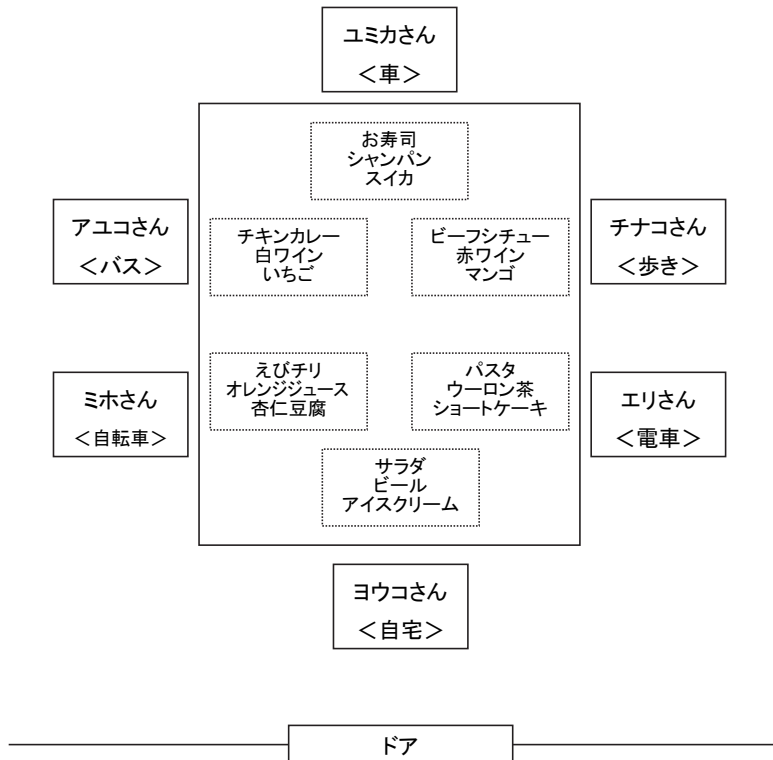 ユミカさん
＜車＞
お寿司
シャンパン
スイカ
アユコさん
＜バス＞
チキンカレー
白ワイン
いちご
ビーフシチュー
赤ワイン
マンゴ
チナコさん
＜歩き＞
ミホさん
＜自転車＞
えびチリ
オレンジジュース
杏仁豆腐
パスタ
ウーロン茶
ショートケーキ
エリさん
＜電車＞
サラダ
ビール
アイスクリーム
ヨウコさん
＜自宅＞
ドア